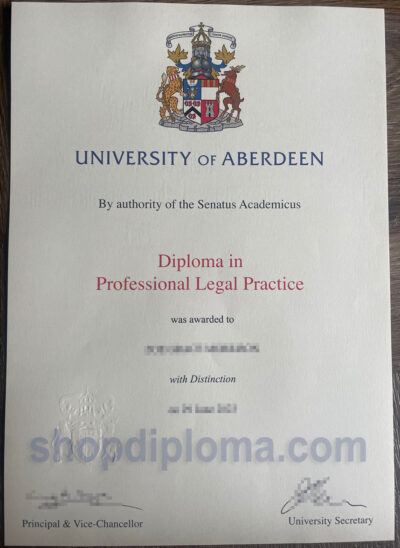 UNIVERSITY OF ABERDEEN
By authority of the Senatus Academicus
Diploma in
Professional Legal Practice
was awarded to
with Distinction
shopdiploma.com
Principal & Vice-Chancellor
University Secretary